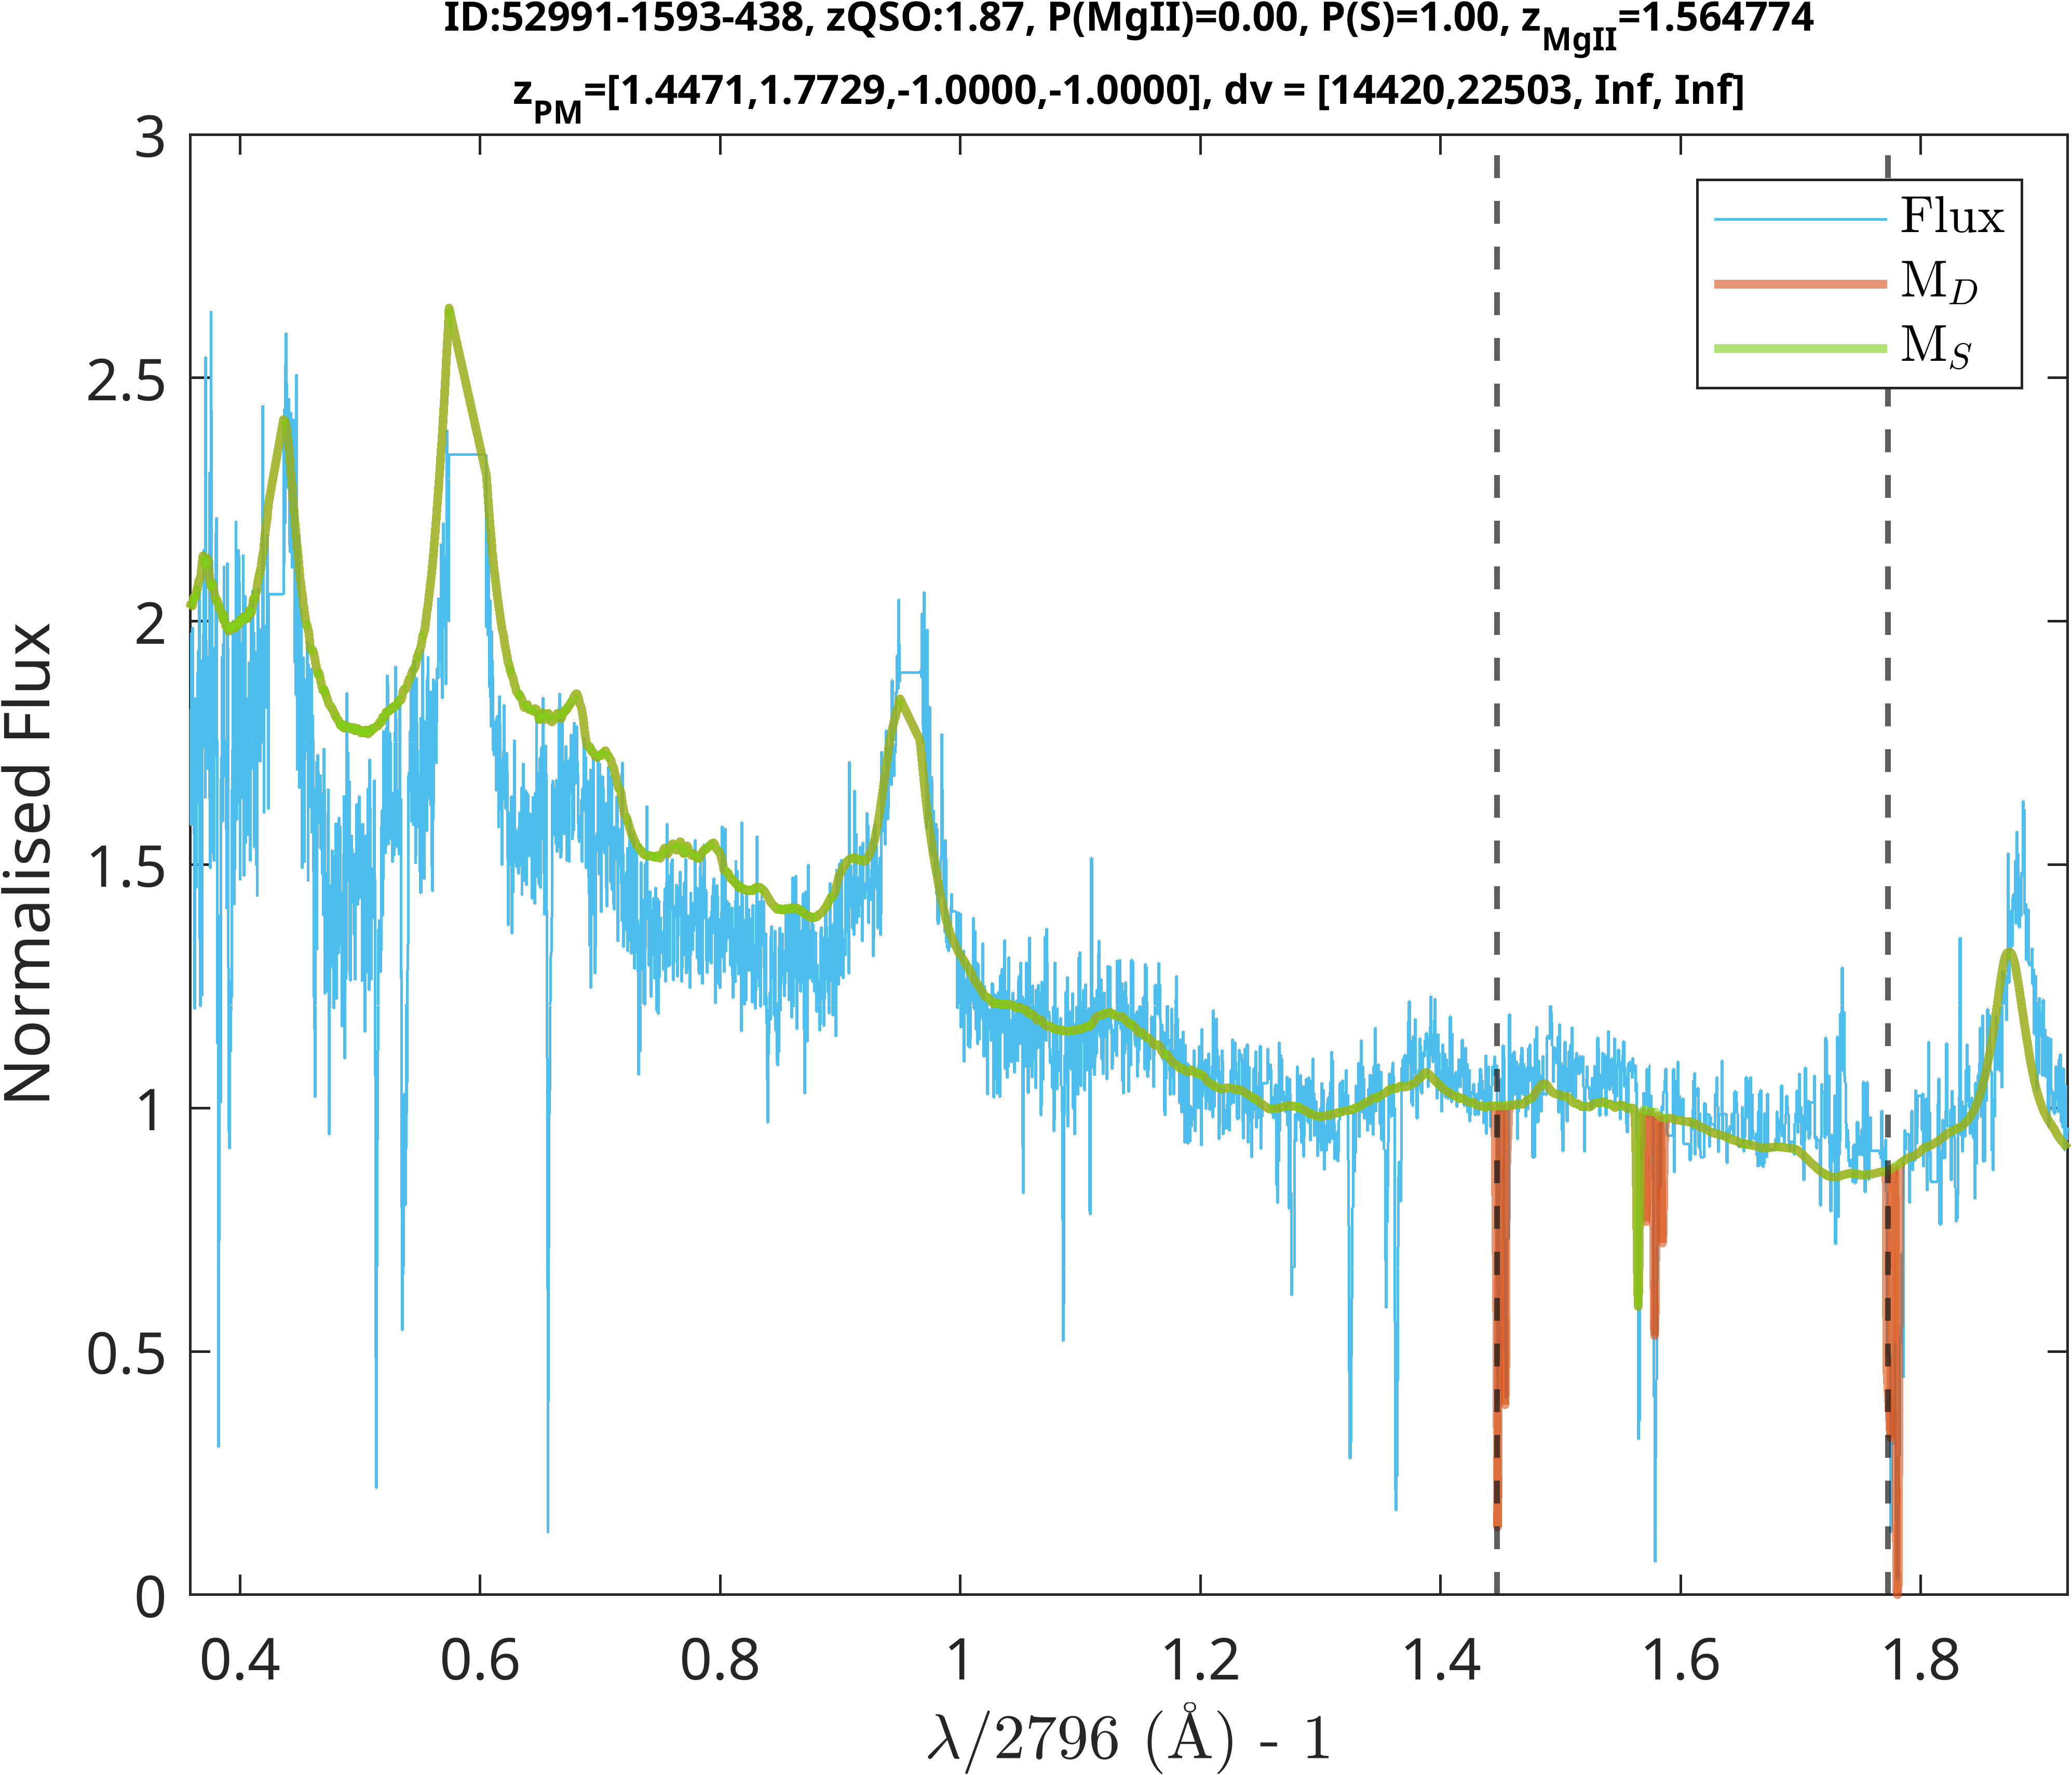 ID:52991-1593-438, zQSO:1.87, P(MgII)=0.00, P(S)=1.00, zMgII=1.564774
zPM=[1.4471,1.7729,-1.0000,-1.0000], dv = [14420,22503, Inf, Inf]
3
2.5
2
1.5
1
0.5
0
Normalised Flux
Flux
MD
MS
0.4 0.6 0.8 1 1.2 1.4 1.6 1.8
λ/2796 (Å) - 1